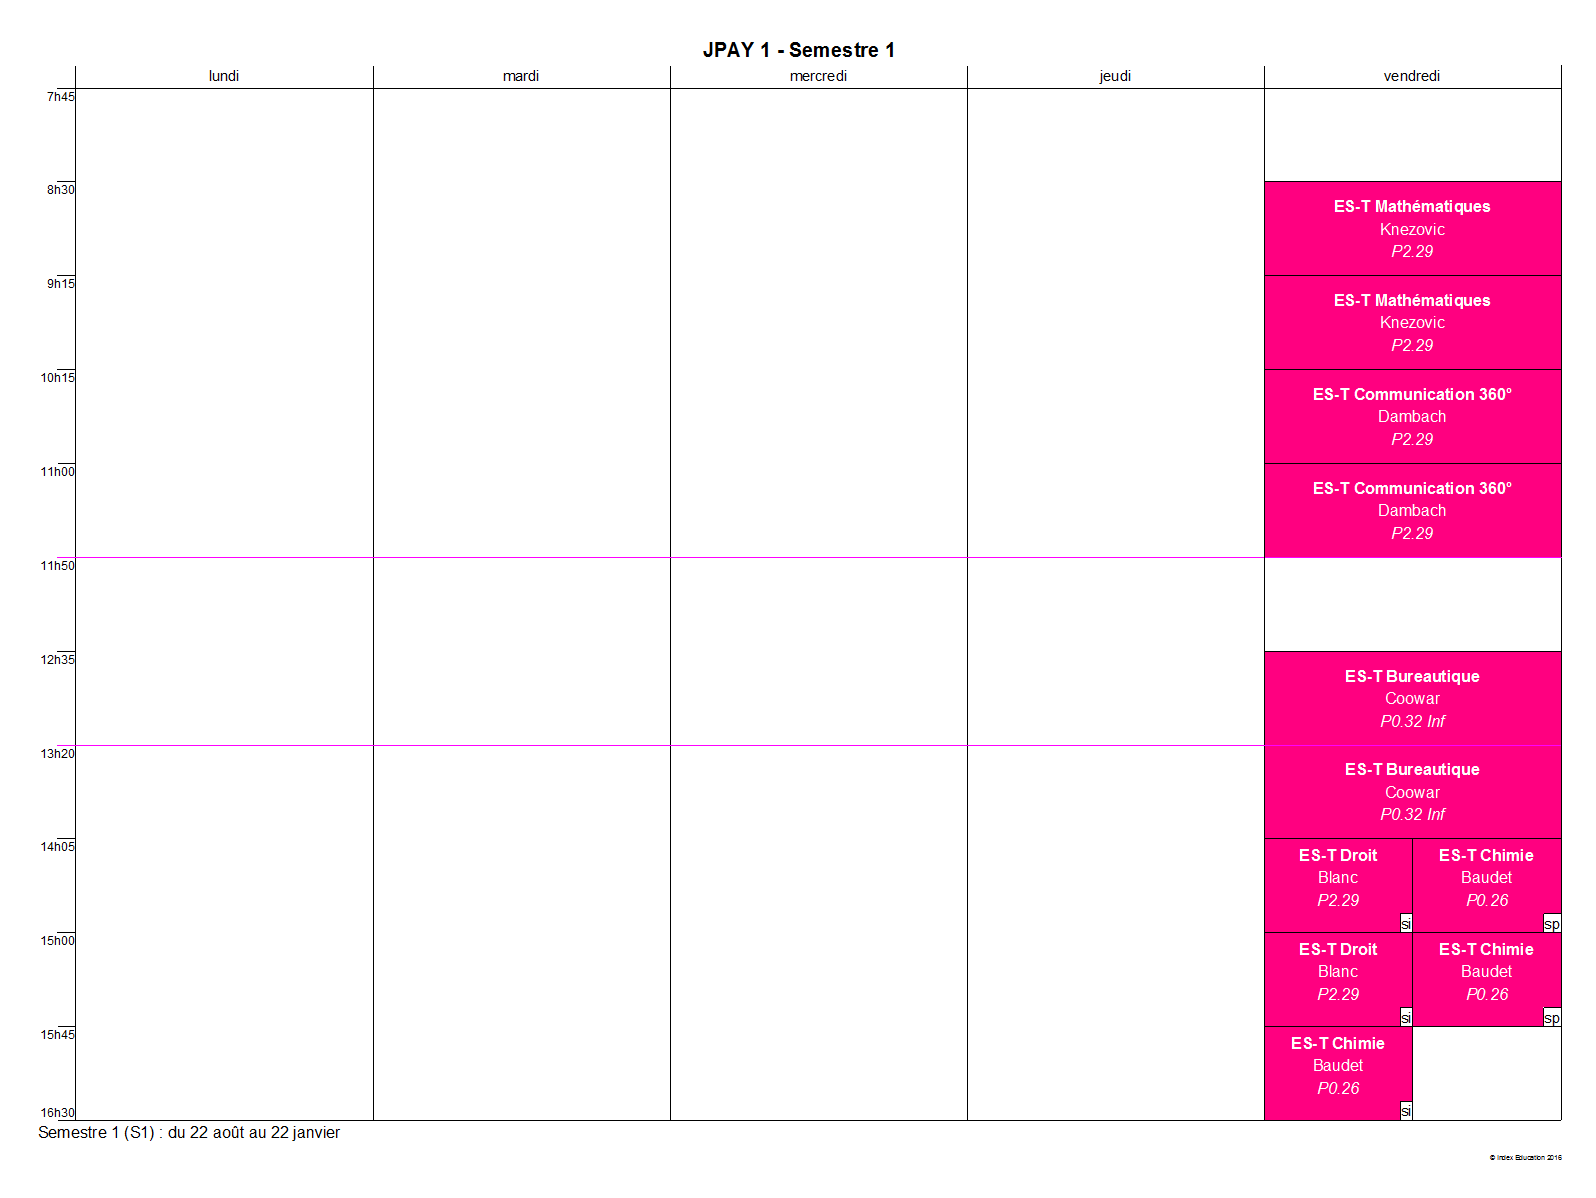 JPAY 1 - Semestre 1
lundi mardi mercredi jeudi vendredi
7h45
8h30
ES-T Mathématiques
Knezovic
P2.29
9h15
ES-T Mathématiques
Knezovic
P2.29
10h15
ES-T Communication 360°
Dambach
P2.29
11h00
ES-T Communication 360°
Dambach
P2.29
11h50
12h35
ES-T Bureautique
Coowar
P0.32 Inf
13h20
ES-T Bureautique
Coowar
P0.32 Inf
14h05
ES-T Droit
Blanc
P2.29
si
ES-T Chimie
Baudet
P0.26
sp
15h00
ES-T Droit
Blanc
P2.29
si
ES-T Chimie
Baudet
P0.26
sp
15h45
ES-T Chimie
Baudet
P0.26
si
16h30
Semestre 1 (S1) : du 22 août au 22 janvier
© Index Education 2016